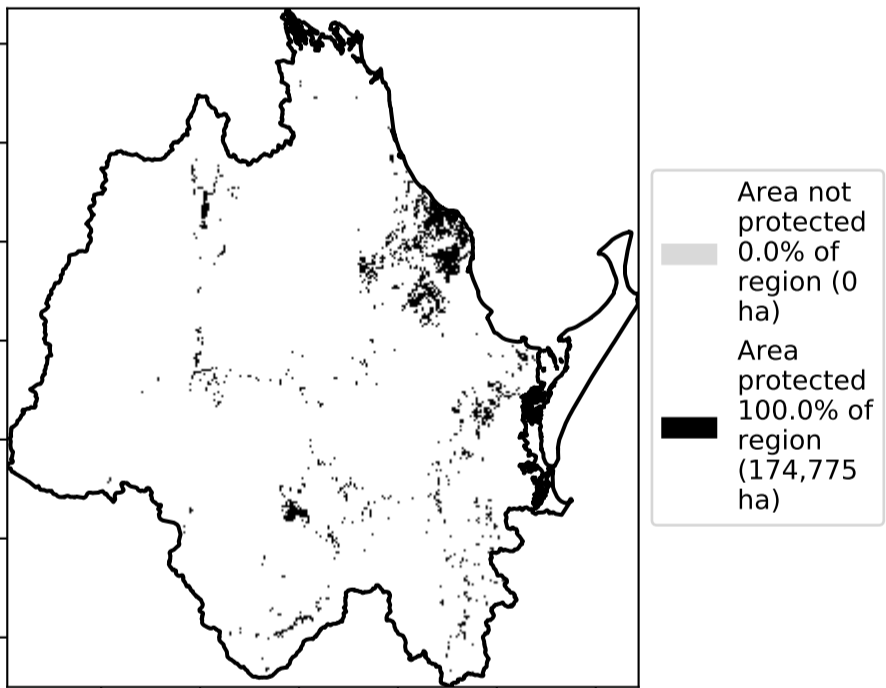 Area not
protected
0.0% of
region (0
ha)
Area
protected
100.0% of
region
(174,775
ha)